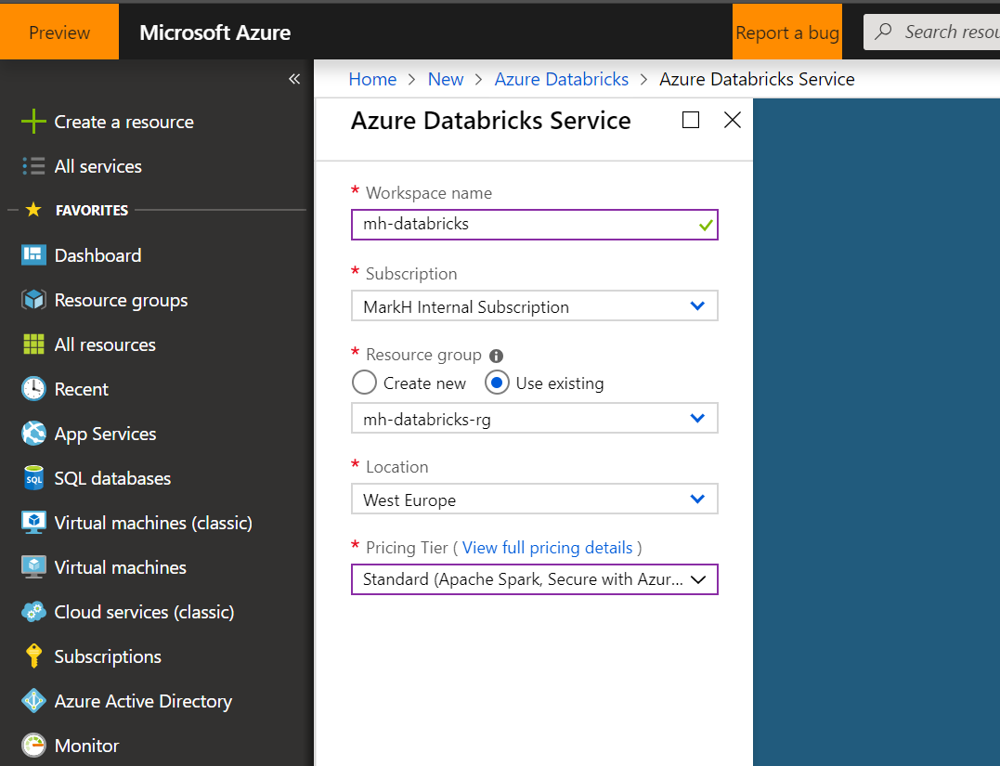 Preview
Microsoft Azure
Report a bug
Search resou
Home > New > Azure Databricks > Azure Databricks Service
Create a resource
All services
FAVORITES
Dashboard
Resource groups
All resources
Recent
App Services
SQL databases
Virtual machines (classic)
Virtual machines
Cloud services (classic)
Subscriptions
Azure Active Directory
Monitor
Azure Databricks Service
* Workspace name
mh-databricks
* Subscription
MarkH Internal Subscription
* Resource group
Create new Use existing
mh-databricks-rg
* Location
West Europe
* Pricing Tier ( View full pricing details )
Standard (Apache Spark, Secure with Azur...